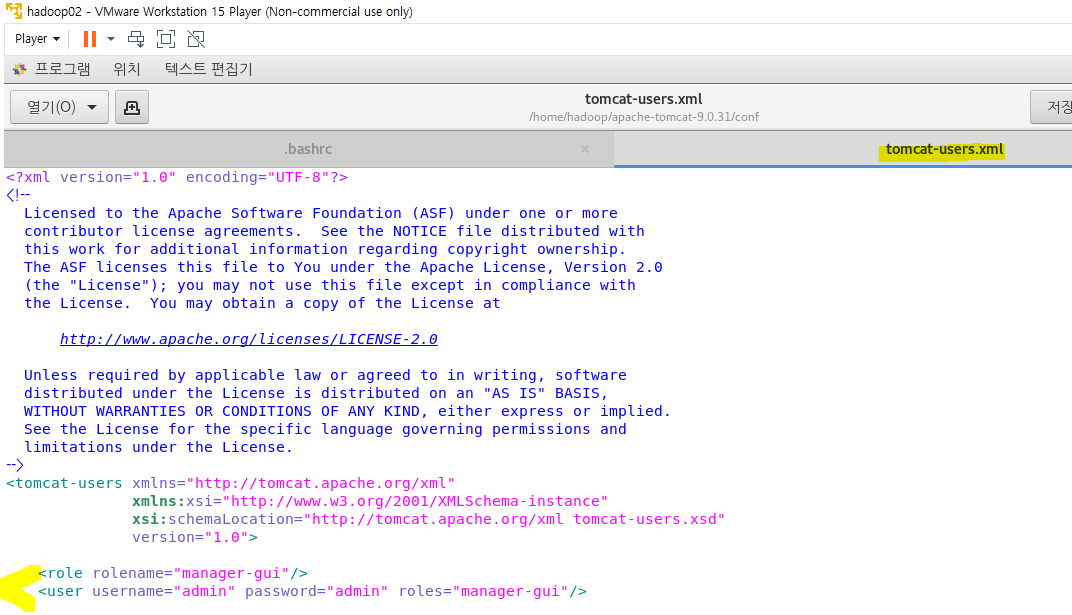 hadoop02 - VMware Workstation 15 Player (Non-commercial use only)
Player
프로그램 위치 텍스트 편집기
열기(O) tomcat-users.xml 저장
/home/hadoop/apache-tomcat-9.0.31/conf
.bashrc × tomcat-users.xml
<?xml version="1.0" encoding="UTF-8"?>
<!--
  Licensed to the Apache Software Foundation (ASF) under one or more
  contributor license agreements.  See the NOTICE file distributed with
  this work for additional information regarding copyright ownership.
  The ASF licenses this file to You under the Apache License, Version 2.0
  (the "License"); you may not use this file except in compliance with
  the License.  You may obtain a copy of the License at
      http://www.apache.org/licenses/LICENSE-2.0
  Unless required by applicable law or agreed to in writing, software
  distributed under the License is distributed on an "AS IS" BASIS,
  WITHOUT WARRANTIES OR CONDITIONS OF ANY KIND, either express or implied.
  See the License for the specific language governing permissions and
  limitations under the License.
-->
<tomcat-users xmlns="http://tomcat.apache.org/xml"
              xmlns:xsi="http://www.w3.org/2001/XMLSchema-instance"
              xsi:schemaLocation="http://tomcat.apache.org/xml tomcat-users.xsd"
              version="1.0">
    <role rolename="manager-gui"/>
    <user username="admin" password="admin" roles="manager-gui"/>